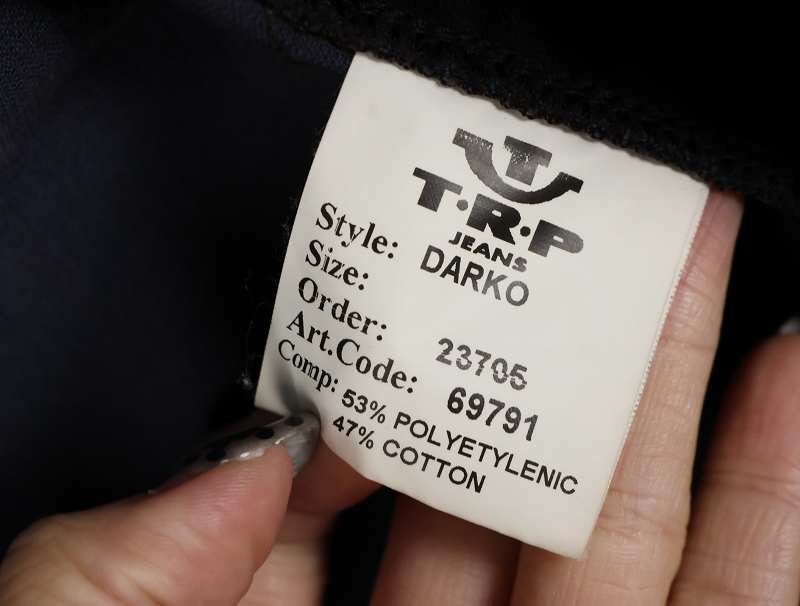 T
T·R·P
JEANS
Style: DARKO
Size:
Order: 23705
Art.Code: 69791
Comp: 53% POLYETYLENIC
47% COTTON